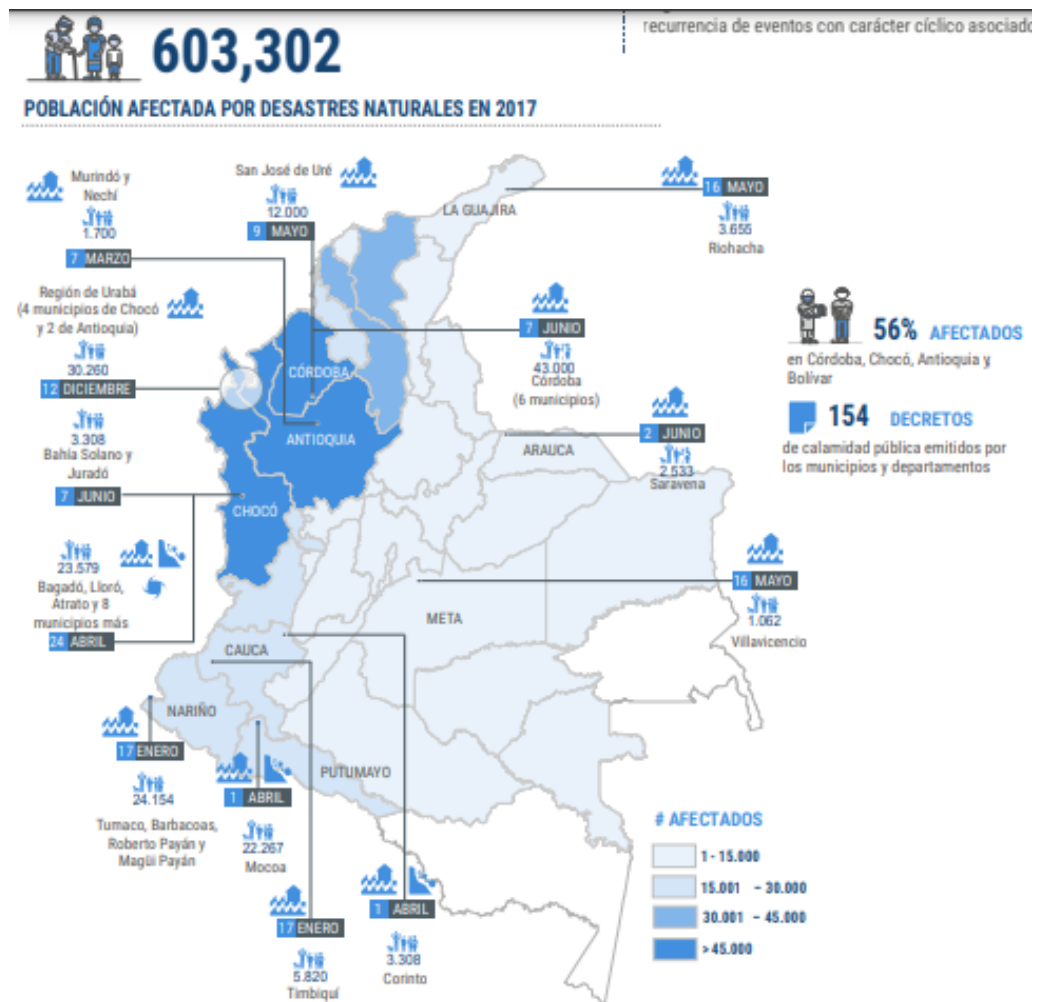 recurrencia de eventos con carácter cíclico asociado
603,302
POBLACIÓN AFECTADA POR DESASTRES NATURALES EN 2017
Murindó y
Nechí
1.700
7 MARZO
San José de Uré
12.000
9 MAYO
LA GUAJIRA
16 MAYO
3.655
Riohacha
Región de Urabá
(4 municipios de Chocó
y 2 de Antioquia)
30.260
12 DICIEMBRE
7 JUNIO
43.000
Córdoba
(6 municipios)
56% AFECTADOS
en Córdoba, Chocó, Antioquia y
Bolívar
154 DECRETOS
de calamidad pública emitidos por
los municipios y departamentos
CÓRDOBA
ANTIOQUIA
CHOCÓ
3.308
Bahía Solano y
Juradó
7 JUNIO
2 JUNIO
2.533
Saravena
ARAUCA
23.579
Bagadó, Lloró,
Atrato y 8
municipios más
24 ABRIL
16 MAYO
1.062
Villavicencio
META
CAUCA
NARIÑO
PUTUMAYO
17 ENERO
24.154
Tumaco, Barbacoas,
Roberto Payán y
Magüi Payán
1 ABRIL
22.267
Mocoa
17 ENERO
5.820
Timbiquí
1 ABRIL
3.308
Corinto
# AFECTADOS
1 - 15.000
15.001 - 30.000
30.001 - 45.000
>45.000